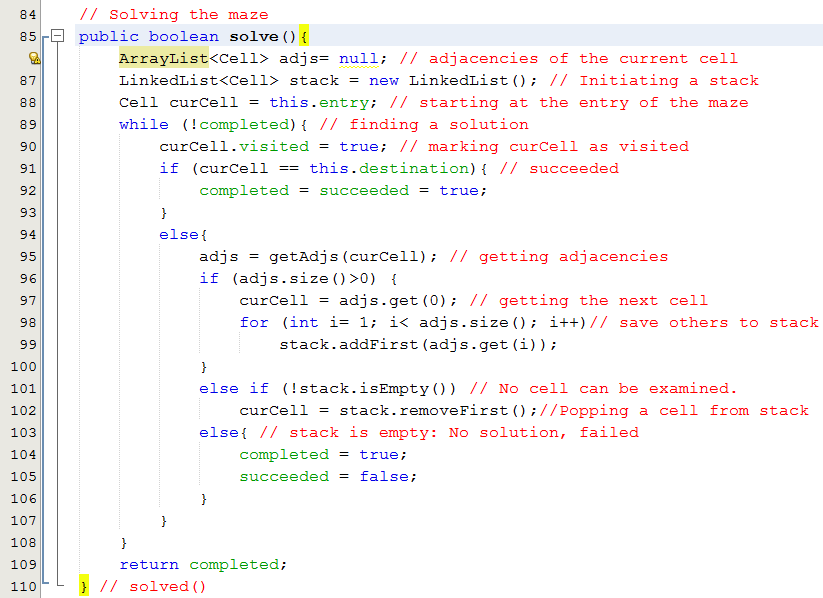 84 // Solving the maze
85 public boolean solve(){
ArrayList<Cell> adjs= null; // adjacencies of the current cell
87 LinkedList<Cell> stack = new LinkedList(); // Initiating a stack
88 Cell curCell = this.entry; // starting at the entry of the maze
89 while (!completed){ // finding a solution
90 curCell.visited = true; // marking curCell as visited
91 if (curCell == this.destination){ // succeeded
92 completed = succeeded = true;
93 }
94 else{
95 adjs = getAdjs(curCell); // getting adjacencies
96 if (adjs.size()>0) {
97 curCell = adjs.get(0); // getting the next cell
98 for (int i= 1; i< adjs.size(); i++)// save others to stack
99 stack.addFirst(adjs.get(i));
100 }
101 else if (!stack.isEmpty()) // No cell can be examined.
102 curCell = stack.removeFirst();//Popping a cell from stack
103 else{ // stack is empty: No solution, failed
104 completed = true;
105 succeeded = false;
106 }
107 }
108 }
109 return completed;
110 } // solved()